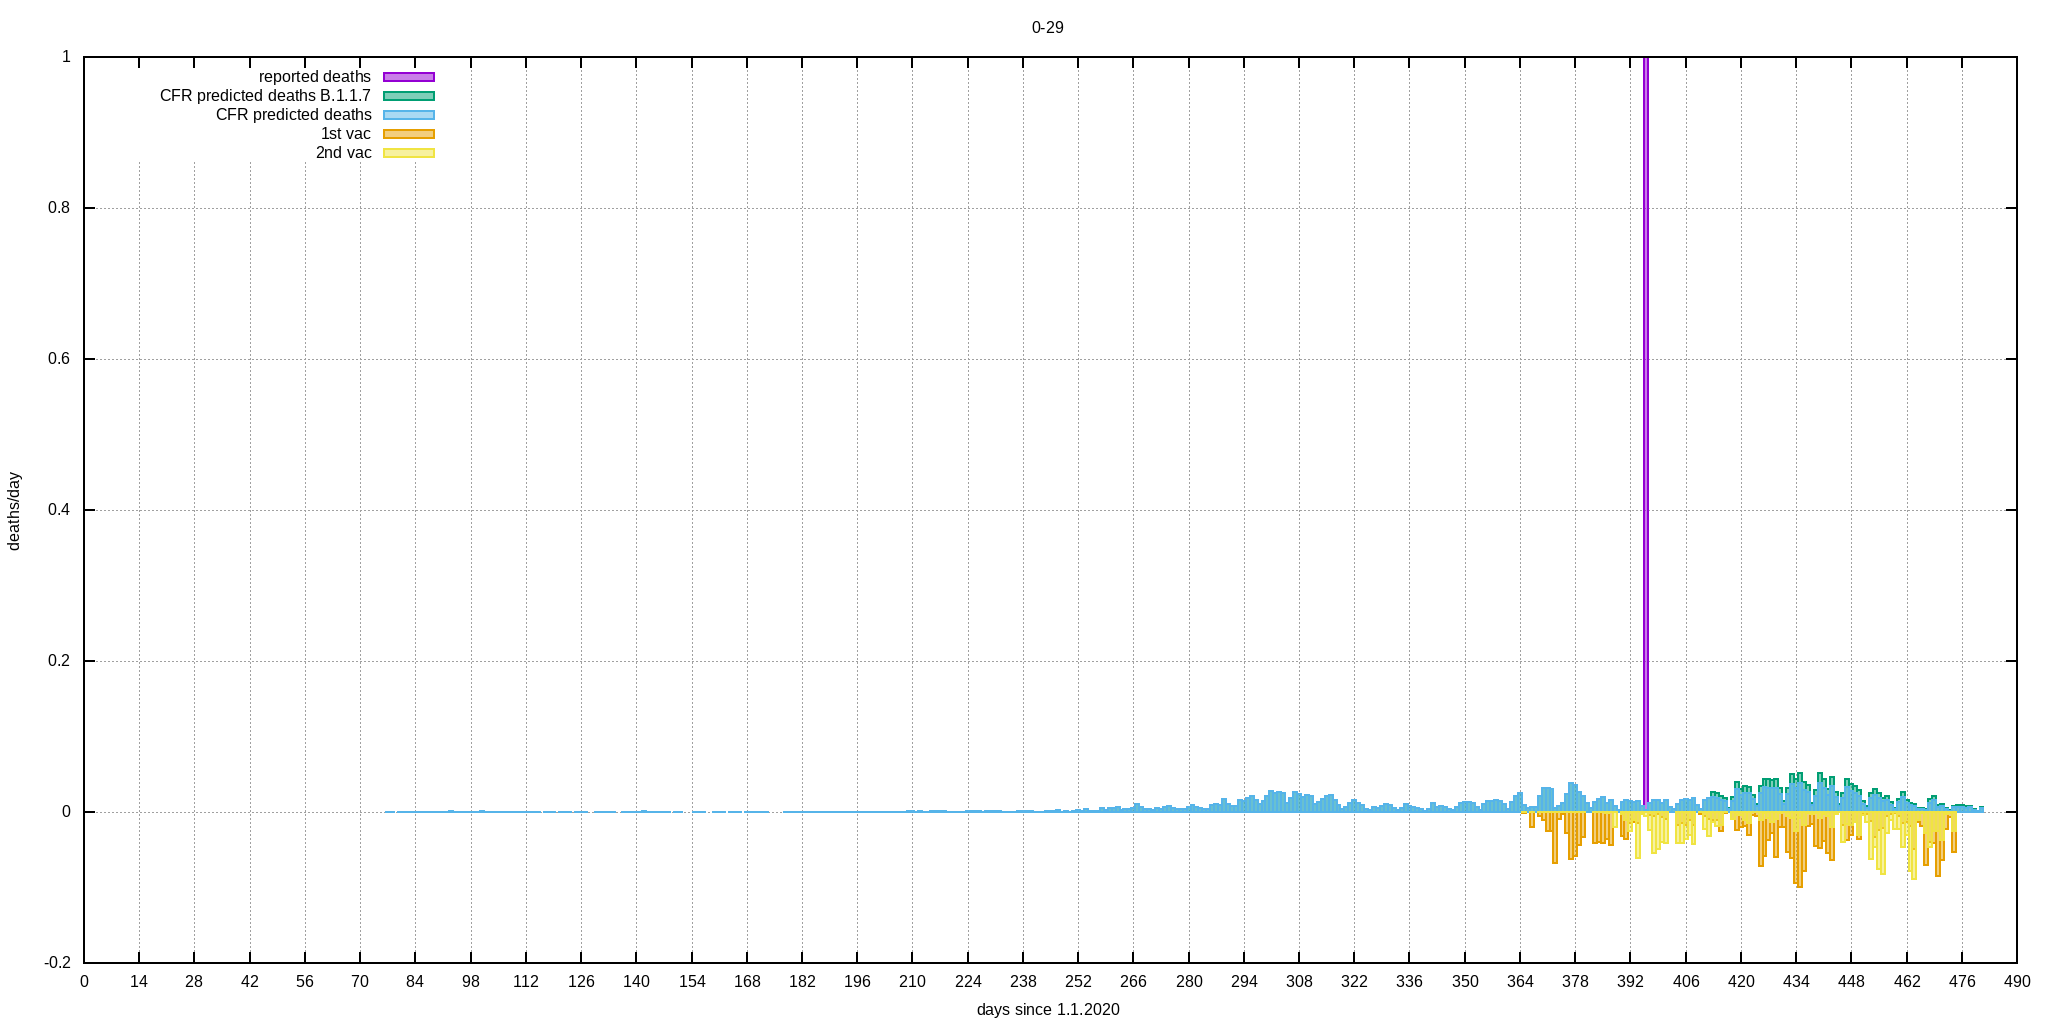 0-29
1
reported deaths
CFR predicted deaths B.1.1.7
CFR predicted deaths
1st vac
2nd vac
0.8
0.6
0.4
deaths/day
0.2
0
-0.2
0 14 28 42 56 70 84 98 112 126 140 154 168 182 196 210 224 238 252 266 280 294 308 322 336 350 364 378 392 406 420 434 448 462 476 490
days since 1.1.2020